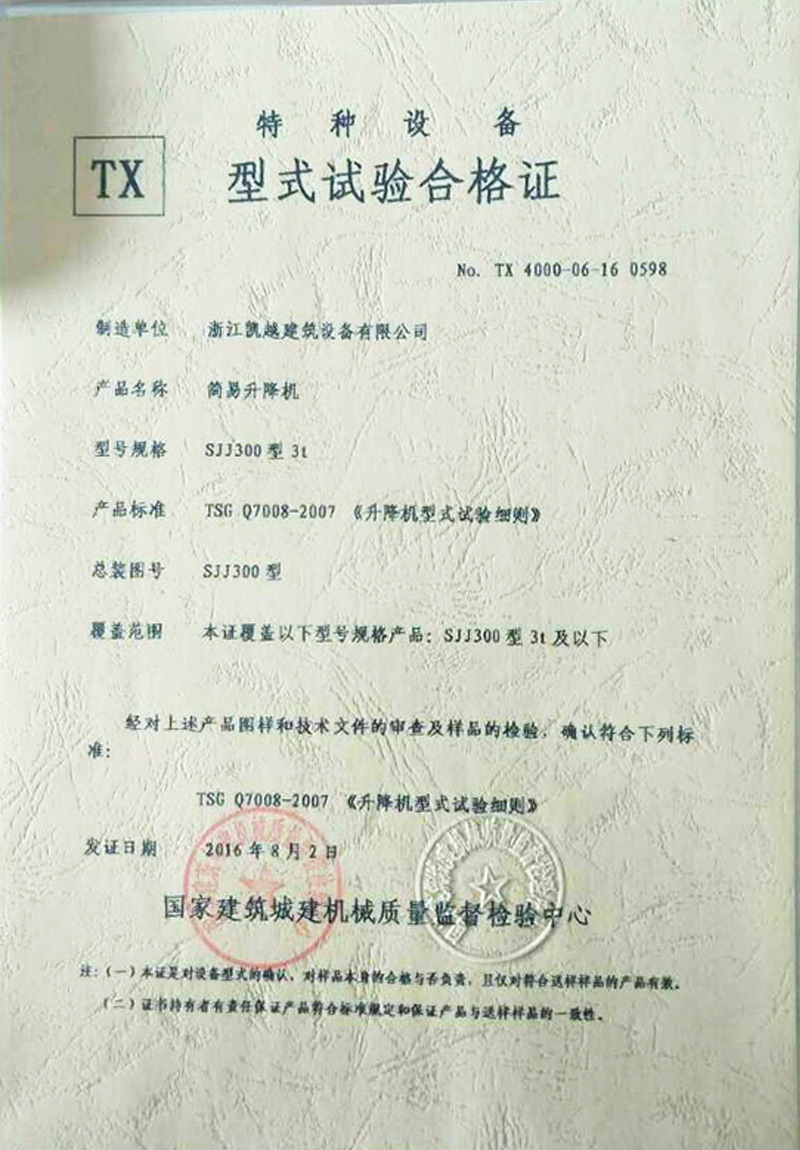 特种设备
TX
型式试验合格证
No. TX 4000-06-16 0598
制造单位 浙江凯越建筑设备有限公司
产品名称 简易升降机
型号规格 SJJ300型 3t
产品标准 TSG Q7008-2007 《升降机型式试验细则》
总装图号 SJJ300型
覆盖范围 本证覆盖以下型号规格产品：SJJ300型 3t及以下
经对上述产品图样和技术文件的审查及样品的检验，确认符合下列标
准：
TSG Q7008-2007 《升降机型式试验细则》
发证日期 2016年8月2日
国家建筑城建机械质量监督检验中心
注：（一）本证是对设备型式的确认，对样品本身的合格与否负责，且仅对符合送样样品的产品有效。
（二）证书持有者有责任保证产品符合标准规定和保证产品与送样样品的一致性。